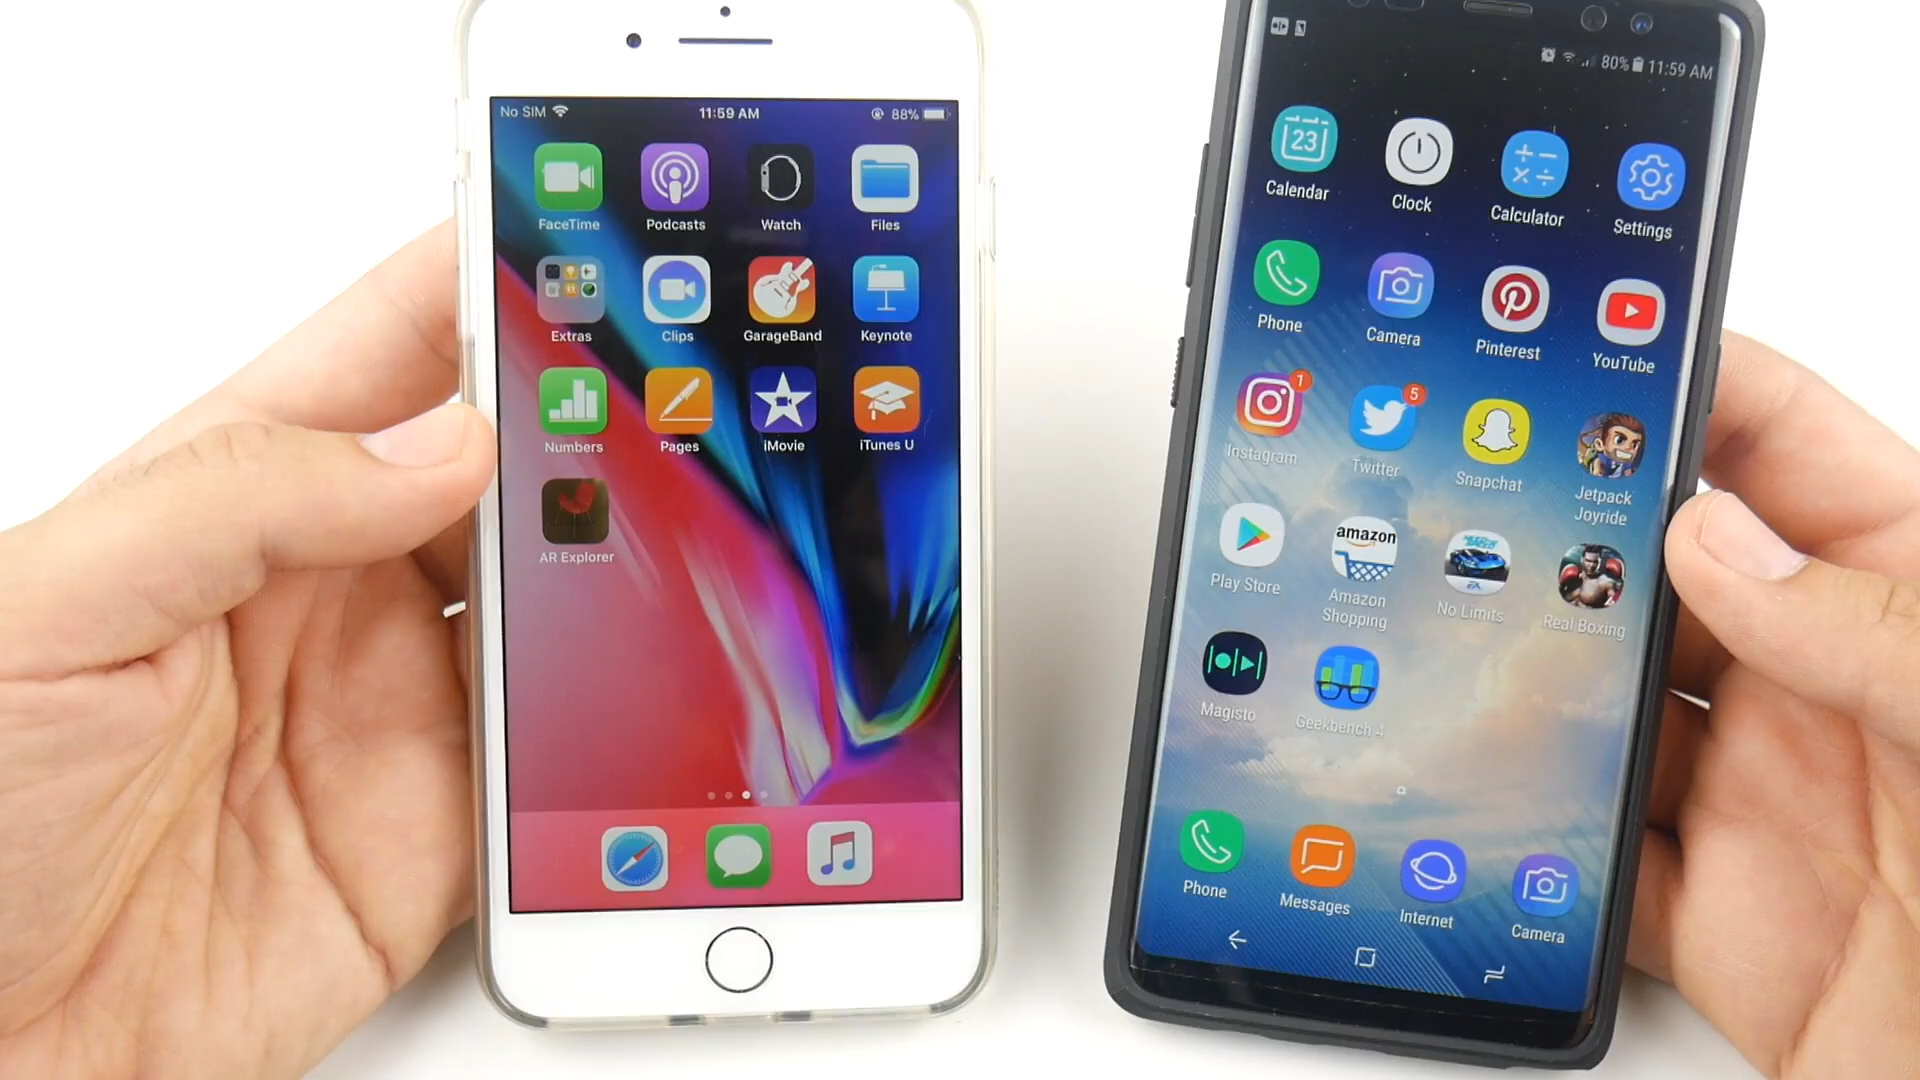 No SIM
11:59 AM
88%
FaceTime
Podcasts
Watch
Files
Extras
Clips
GarageBand
Keynote
Numbers
Pages
iMovie
iTunes U
AR Explorer
80% 11:59 AM
23
Calendar
Clock
Calculator
Settings
Phone
Camera
Pinterest
YouTube
1
Instagram
5
Twitter
Snapchat
Jetpack
Joyride
Play Store
amazon
Amazon
Shopping
EA
No Limits
Real Boxing
Magisto
Geekbench 4
Phone
Messages
Internet
Camera